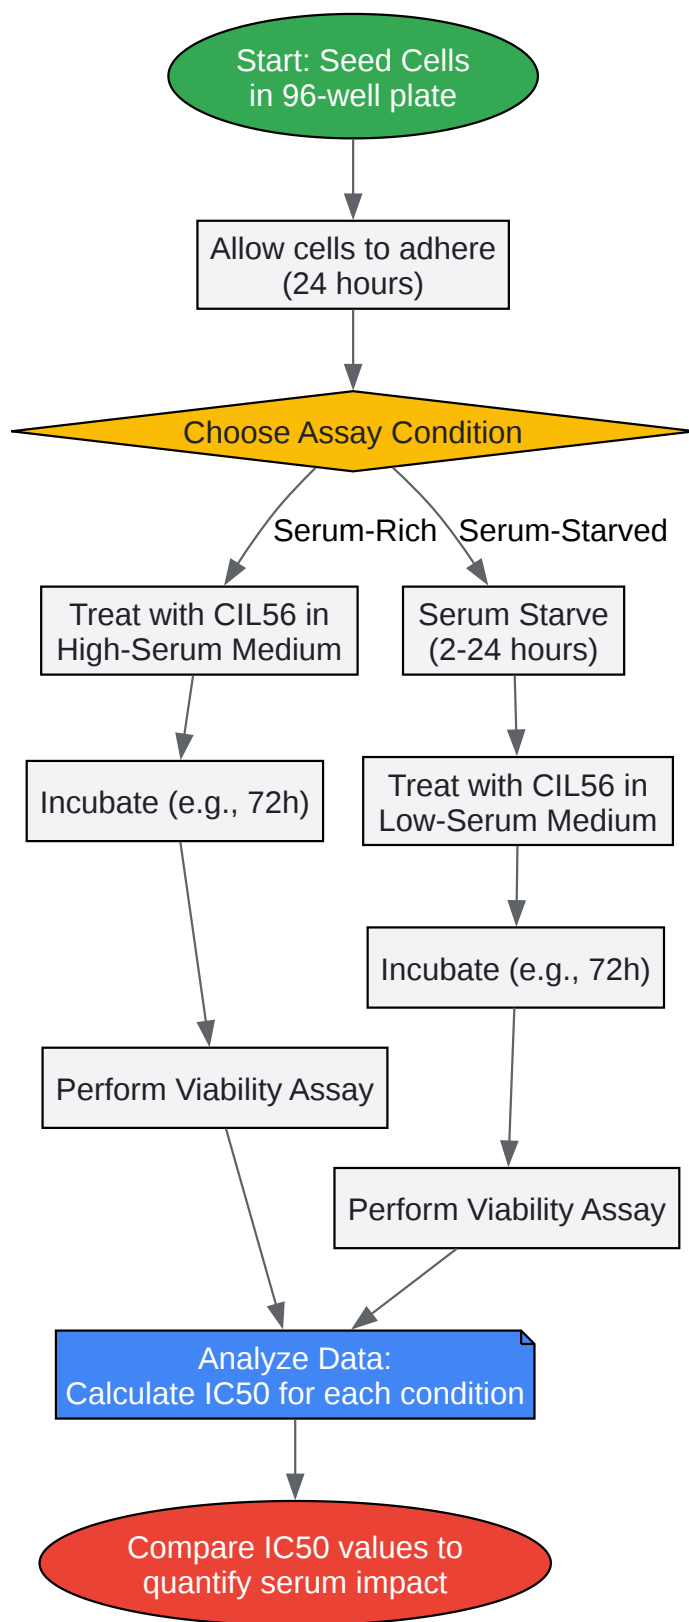 Start: Seed Cells
in 96-well plate
Allow cells to adhere
(24 hours)
Choose Assay Condition
Serum-Rich
Serum-Starved
Treat with CIL56 in
High-Serum Medium
Serum Starve
(2-24 hours)
Incubate (e.g., 72h)
Treat with CIL56 in
Low-Serum Medium
Incubate (e.g., 72h)
Perform Viability Assay
Perform Viability Assay
Analyze Data:
Calculate IC50 for each condition
Compare IC50 values to
quantify serum impact